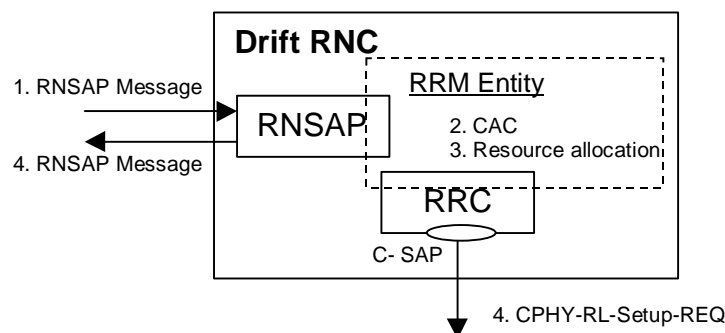 Drift RNC
1. RNSAP Message
RRM Entity
RNSAP
2. CAC
3. Resource allocation
4. RNSAP Message
RRC
C- SAP
4. CPHY-RL-Setup-REQ